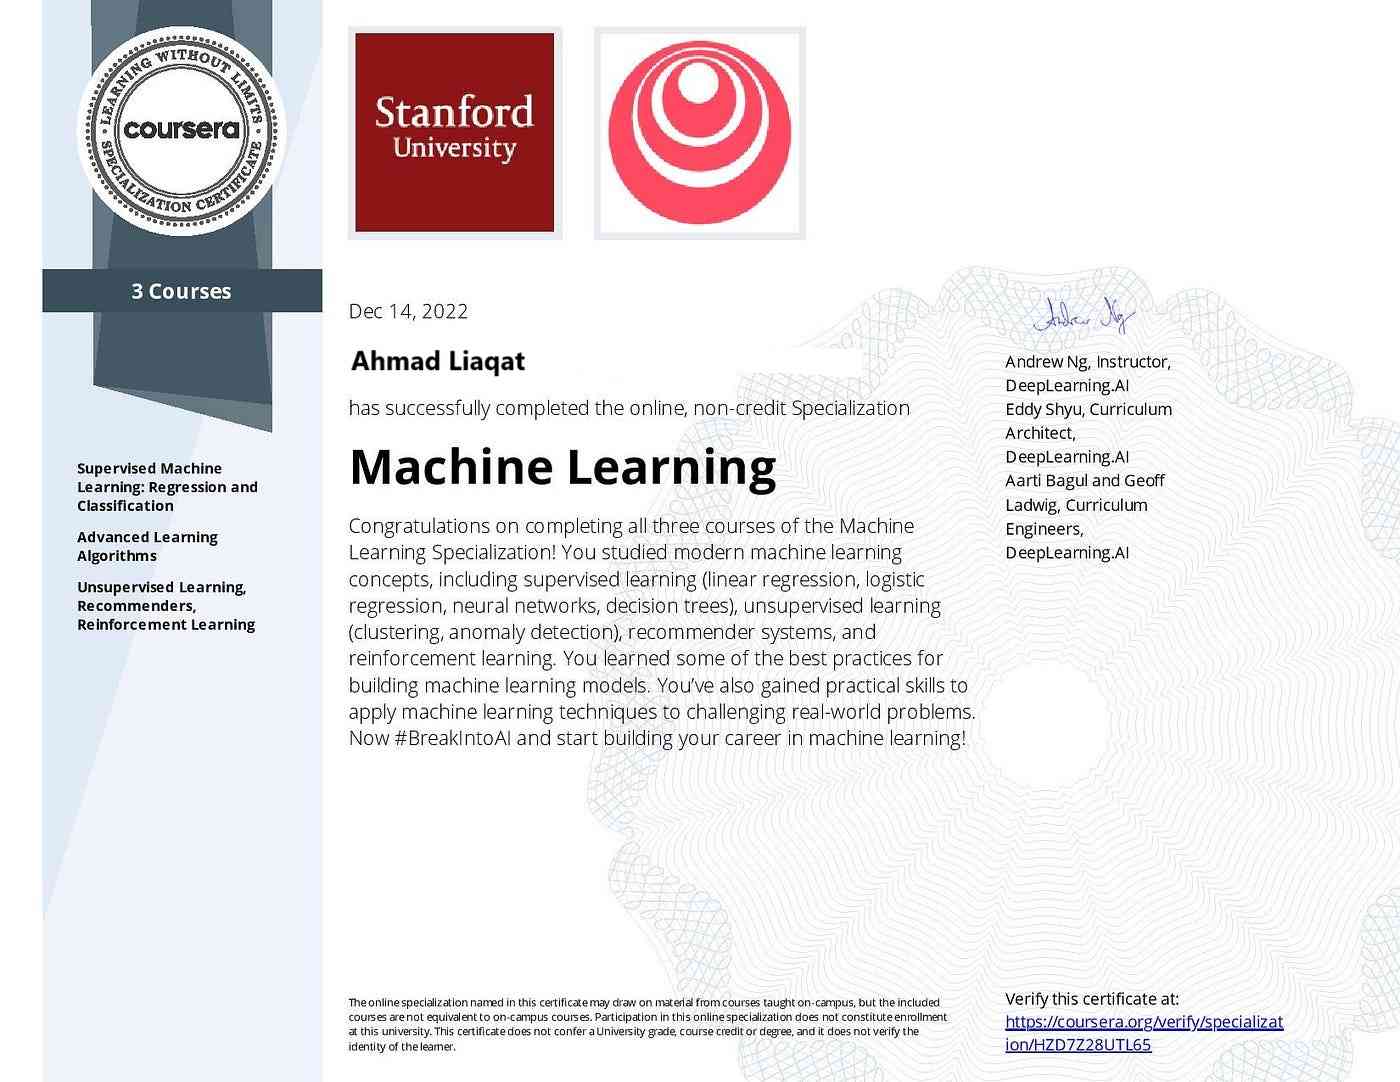 LEARNING WITHOUT LIMITS
coursera
SPECIALIZATION CERTIFICATE
3 Courses
Supervised Machine
Learning: Regression and
Classification
Advanced Learning
Algorithms
Unsupervised Learning,
Recommenders,
Reinforcement Learning
Stanford
University
Dec 14, 2022
Ahmad Liaqat
has successfully completed the online, non-credit Specialization
Machine Learning
Congratulations on completing all three courses of the Machine
Learning Specialization! You studied modern machine learning
concepts, including supervised learning (linear regression, logistic
regression, neural networks, decision trees), unsupervised learning
(clustering, anomaly detection), recommender systems, and
reinforcement learning. You learned some of the best practices for
building machine learning models. You’ve also gained practical skills to
apply machine learning techniques to challenging real-world problems.
Now #BreakIntoAI and start building your career in machine learning!
Andrew Ng
Andrew Ng, Instructor,
DeepLearning.AI
Eddy Shyu, Curriculum
Architect,
DeepLearning.AI
Aarti Bagul and Geoff
Ladwig, Curriculum
Engineers,
DeepLearning.AI
The online specialization named in this certificate may draw on material from courses taught on-campus, but the included
courses are not equivalent to on-campus courses. Participation in this online specialization does not constitute enrollment
at this university. This certificate does not confer a University grade, course credit or degree, and it does not verify the
identity of the learner.
Verify this certificate at:
https://coursera.org/verify/specializat
ion/HZD7Z28UTL65